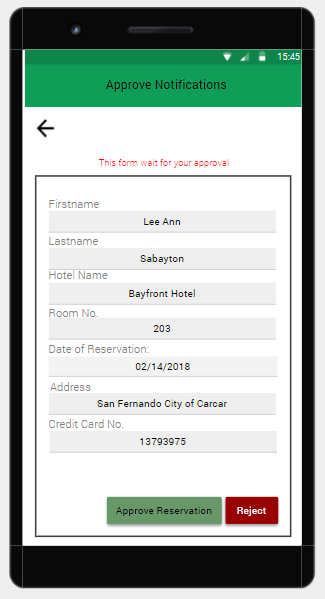 15:45
Approve Notifications
This form wait for your approval
Firstname
Lee Ann
Lastname
Sabayton
Hotel Name
Bayfront Hotel
Room No.
203
Date of Reservation:
02/14/2018
Address
San Fernando City of Carcar
Credit Card No.
13793975
Approve Reservation Reject